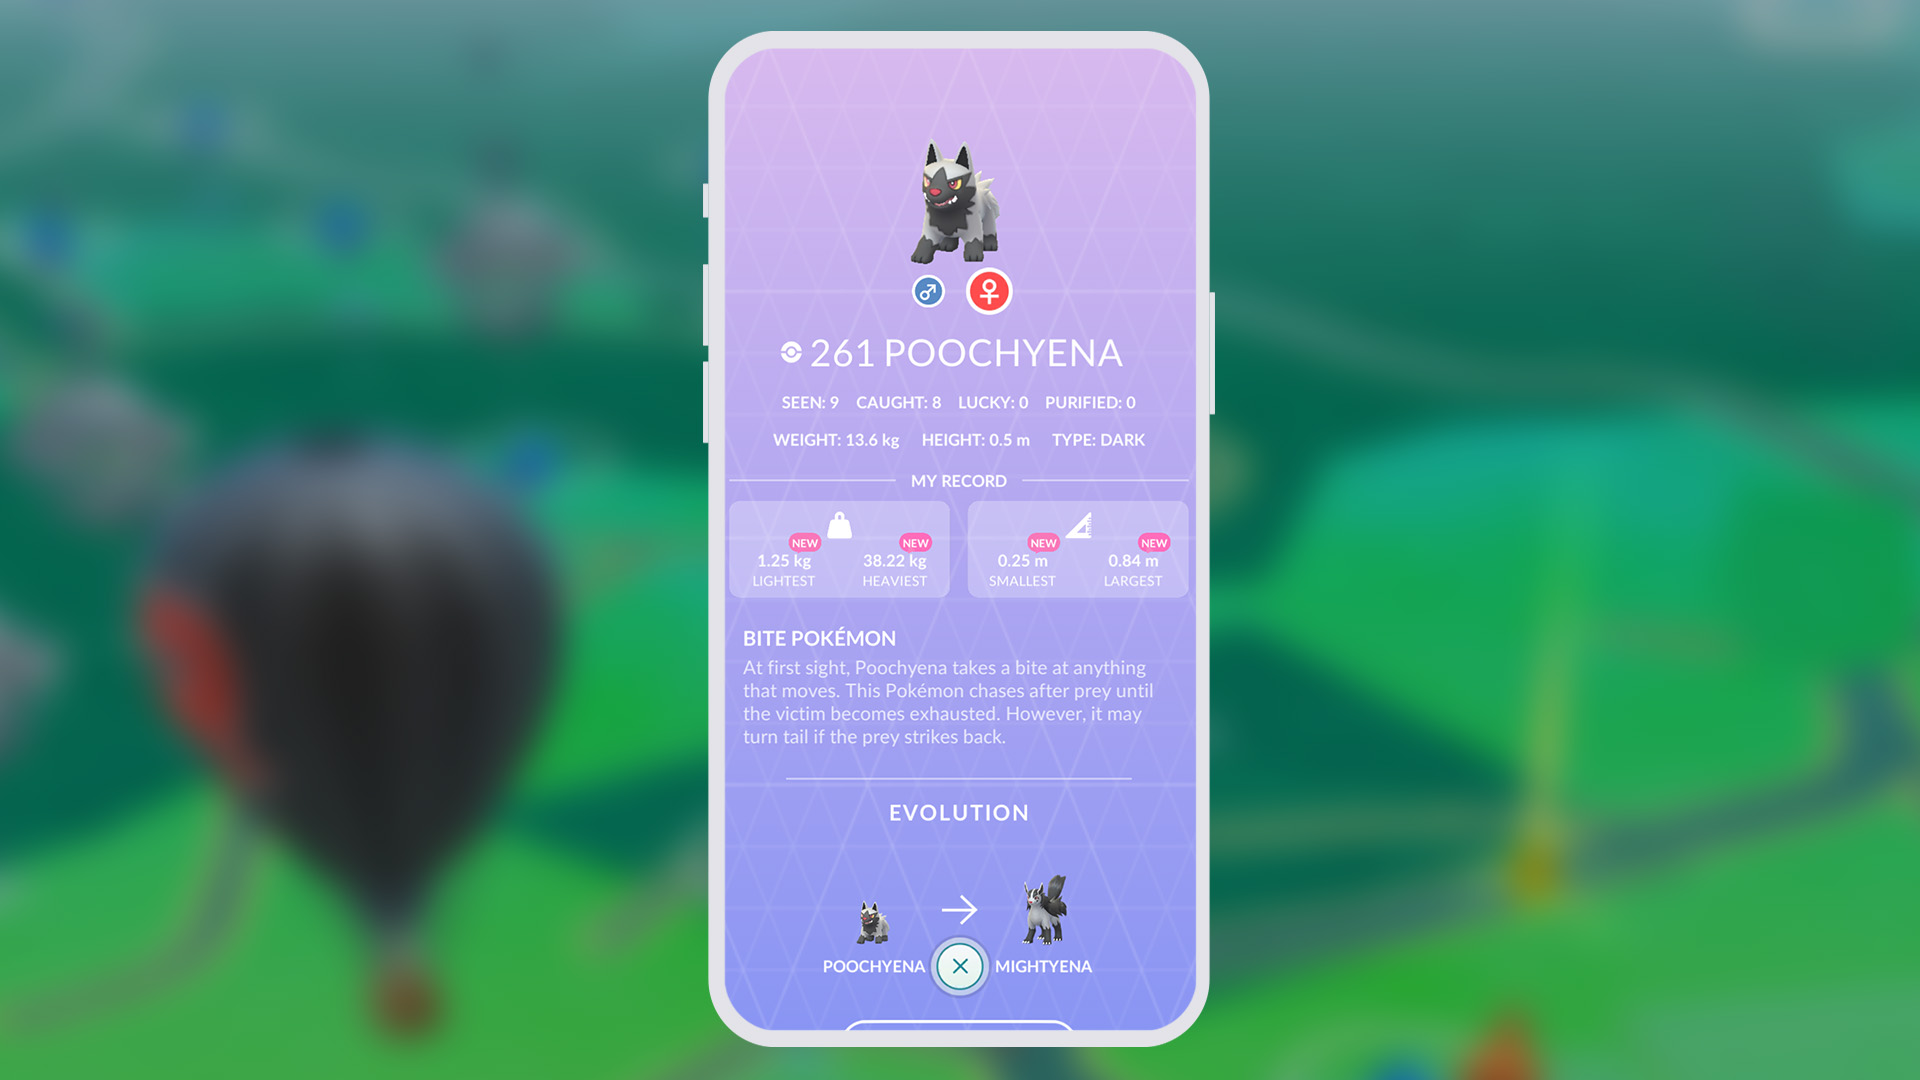 261 POOCHYENA
SEEN: 9 CAUGHT: 8 LUCKY: 0 PURIFIED: 0
WEIGHT: 13.6 kg HEIGHT: 0.5 m TYPE: DARK
MY RECORD
NEW NEW NEW NEW
1.25 kg 38.22 kg 0.25 m 0.84 m
LIGHTEST HEAVIEST SMALLEST LARGEST
BITE POKÉMON
At first sight, Poochyena takes a bite at anything
that moves. This Pokémon chases after prey until
the victim becomes exhausted. However, it may
turn tail if the prey strikes back.
EVOLUTION
POOCHYENA MIGHTYENA